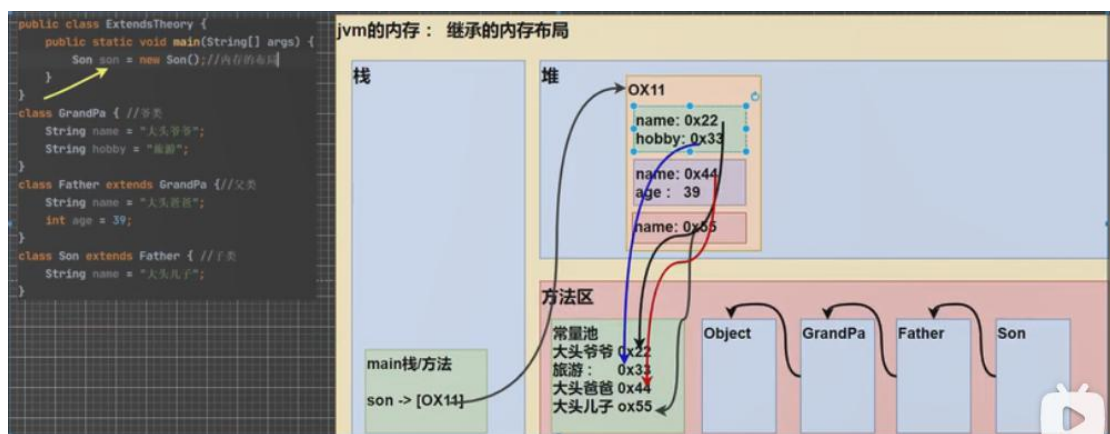 public class ExtendsTheory {
public static void main(String[] args) {
Son son = new Son();//内存的布局
}
}
class GrandPa { //爷类
String name = "大头爷爷";
String hobby = "旅游";
}
class Father extends GrandPa {//父类
String name = "大头爸爸";
int age = 39;
}
class Son extends Father { //子类
String name = "大头儿子";
}
jvm的内存： 继承的内存布局
栈
main栈/方法
son -> [OX11]
堆
OX11
name: 0x22
hobby: 0x33
name: 0x44
age： 39
name: 0x55
方法区
常量池
大头爷爷 0x22
旅游： 0x33
大头爸爸 0x44
大头儿子 ox55
Object
GrandPa
Father
Son